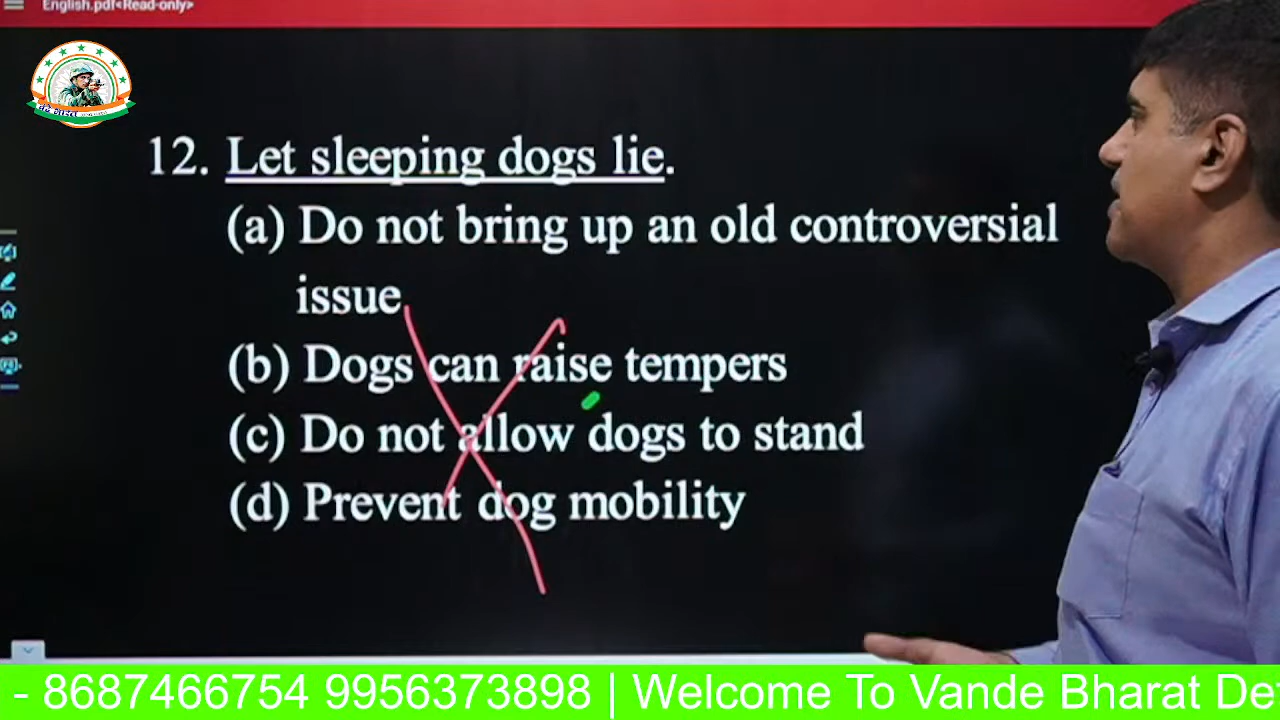 English.pdf<Read-only>
12. Let sleeping dogs lie.
(a) Do not bring up an old controversial
issue
(b) Dogs can raise tempers
(c) Do not allow dogs to stand
(d) Prevent dog mobility
- 8687466754 9956373898 | Welcome To Vande Bharat De